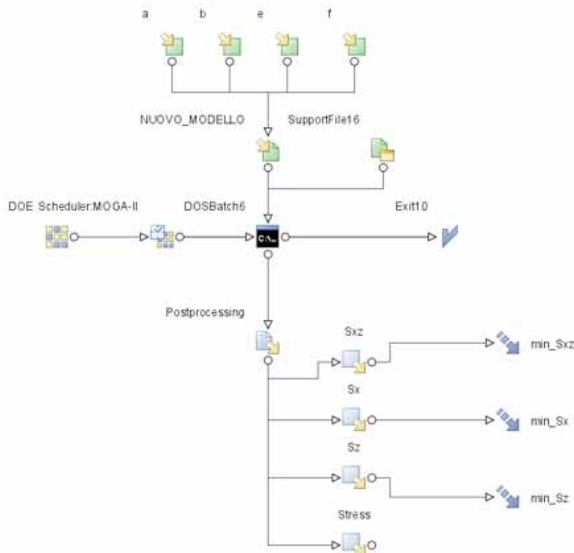 a b e f
NUOVO_MODELLO SupportFile16
DOE Scheduler:MOGA-II DOSBatch6 Exit10
C:\...
Postprocessing
Sxz
min_Sxz
Sx
min_Sx
Sz
min_Sz
Stress